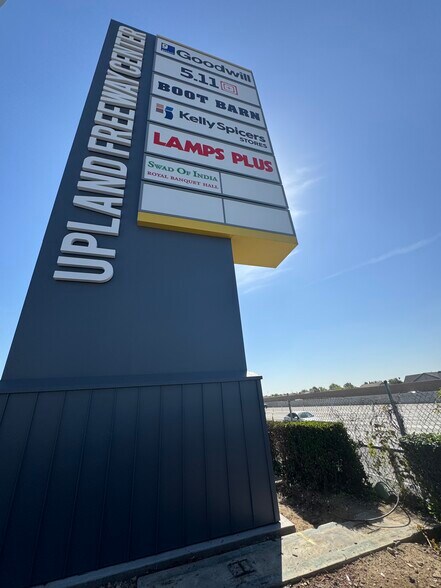 UPLAND FREEWAY CENTER
Goodwill
5.11
BOOT BARN
Kelly Spicers
STORES
LAMPS PLUS
Swad Of India
ROYAL BANQUET HALL